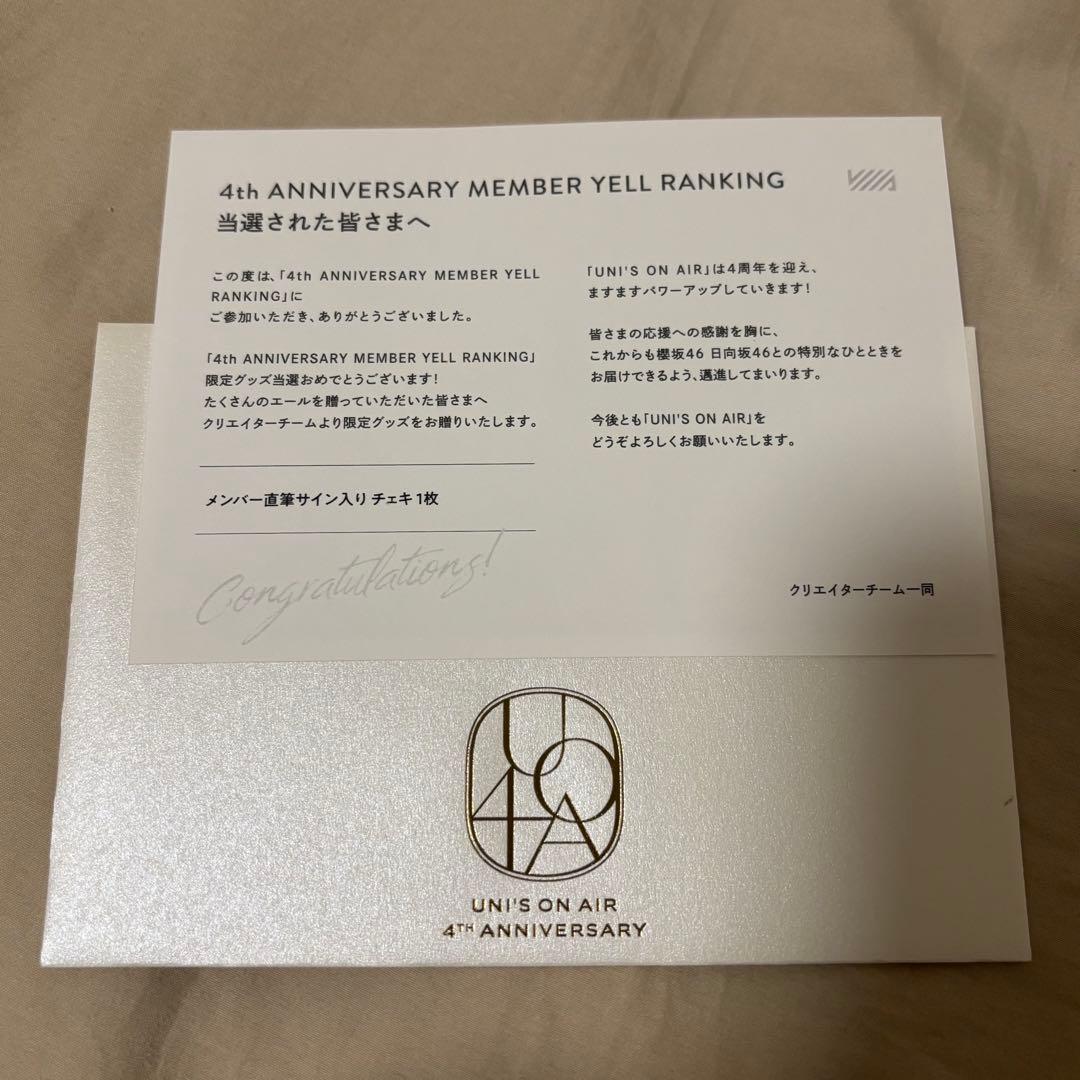 4th ANNIVERSARY MEMBER YELL RANKING
当選された皆さまへ
この度は、「4th ANNIVERSARY MEMBER YELL
RANKING」に
ご参加いただき、ありがとうございました。
「4th ANNIVERSARY MEMBER YELL RANKING」
限定グッズ当選おめでとうございます!
たくさんのエールを贈っていただいた皆さまへ
クリエイターチームより限定グッズをお贈りいたします。
メンバー直筆サイン入り チェキ1枚
Congratulations!
「UNI'S ON AIR」は4周年を迎え、
ますますパワーアップしていきます!
皆さまの応援への感謝を胸に、
これからも櫻坂46 日向坂46との特別なひとときを
お届けできるよう、邁進してまいります。
今後とも「UNI'S ON AIR」を
どうぞよろしくお願いいたします。
クリエイターチーム一同
UO4A
UNI'S ON AIR
4TH ANNIVERSARY